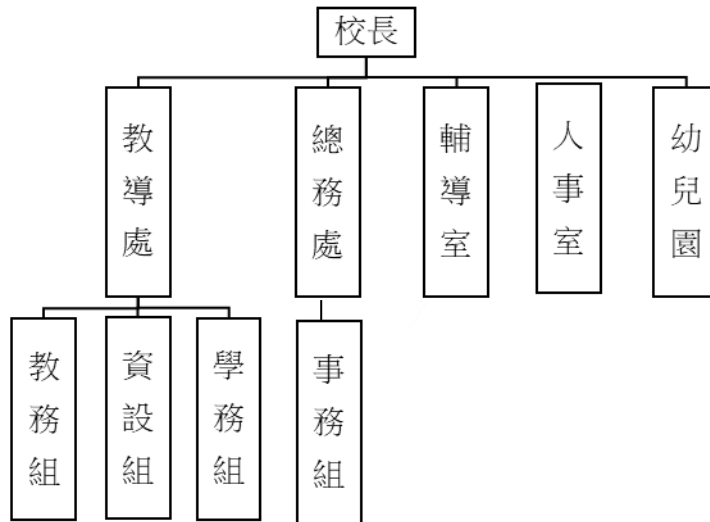 校長
教導處
總務處
輔導室
人事室
幼兒園
教務組
資設組
學務組
事務組